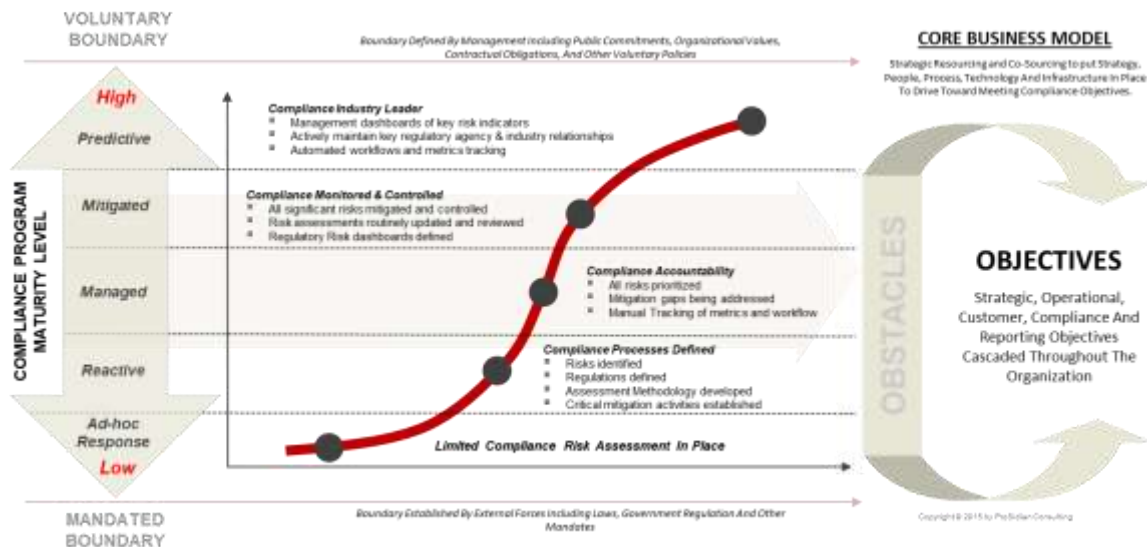 VOLUNTARY
BOUNDARY
Boundary Defined By Management Including Public Commitments, Organizational Values,
Contractual Obligations, And Other Voluntary Policies
CORE BUSINESS MODEL
Strategic Resourcing and Co-Sourcing to put Strategy,
People, Process, Technology And Infrastructure In Place
To Drive Toward Meeting Compliance Objectives.
COMPLIANCE PROGRAM
MATURITY LEVEL
High
Predictive
Mitigated
Managed
Reactive
Ad-hoc
Response
Low
Compliance Industry Leader
Management dashboards of key risk indicators
Actively maintain key regulatory agency & industry relationships
Automated workflows and metrics tracking
Compliance Monitored & Controlled
All significant risks mitigated and controlled
Risk assessments routinely updated and reviewed
Regulatory Risk dashboards defined
Compliance Accountability
All risks prioritized
Mitigation gaps being addressed
Manual Tracking of metrics and workflow
Compliance Processes Defined
Risks identified
Regulations defined
Assessment Methodology developed
Critical mitigation activities established
Limited Compliance Risk Assessment In Place
OBSTACLES
OBJECTIVES
Strategic, Operational,
Customer, Compliance And
Reporting Objectives
Cascaded Throughout The
Organization
MANDATED
BOUNDARY
Boundary Established By External Forces Including Laws, Government Regulation And Other
Mandates
Copyright © 2015 by ProSidian Consulting